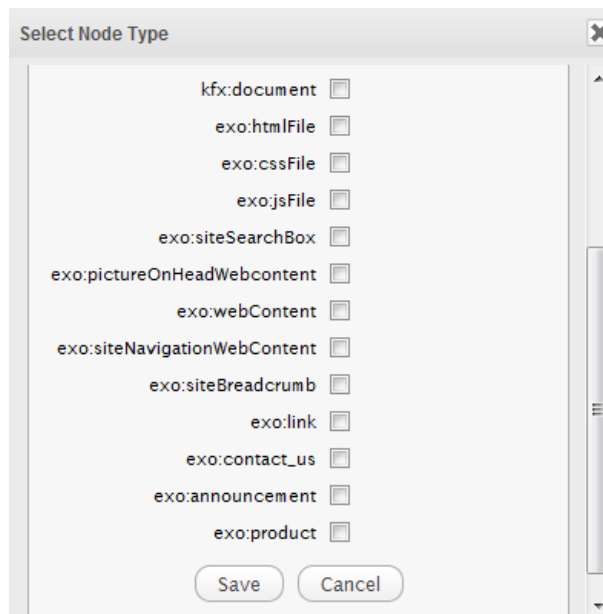 Select Node Type
kfx:document
exo:htmlFile
exo:cssFile
exo:jsFile
exo:siteSearchBox
exo:pictureOnHeadWebcontent
exo:webContent
exo:siteNavigationWebContent
exo:siteBreadcrumb
exo:link
exo:contact_us
exo:announcement
exo:product
Save Cancel